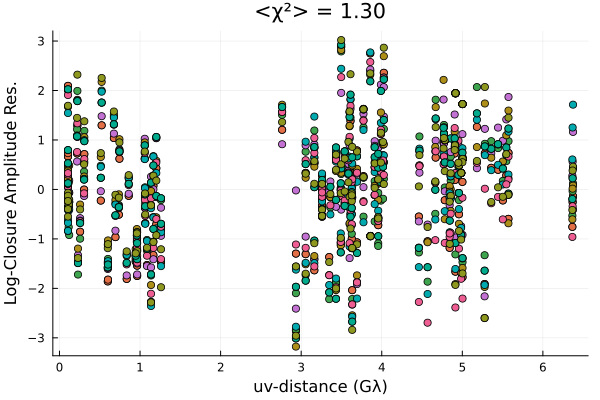 <χ²> = 1.30
Log-Closure Amplitude Res.
3
2
1
0
−1
−2
−3
0 1 2 3 4 5 6
uv-distance (Gλ)